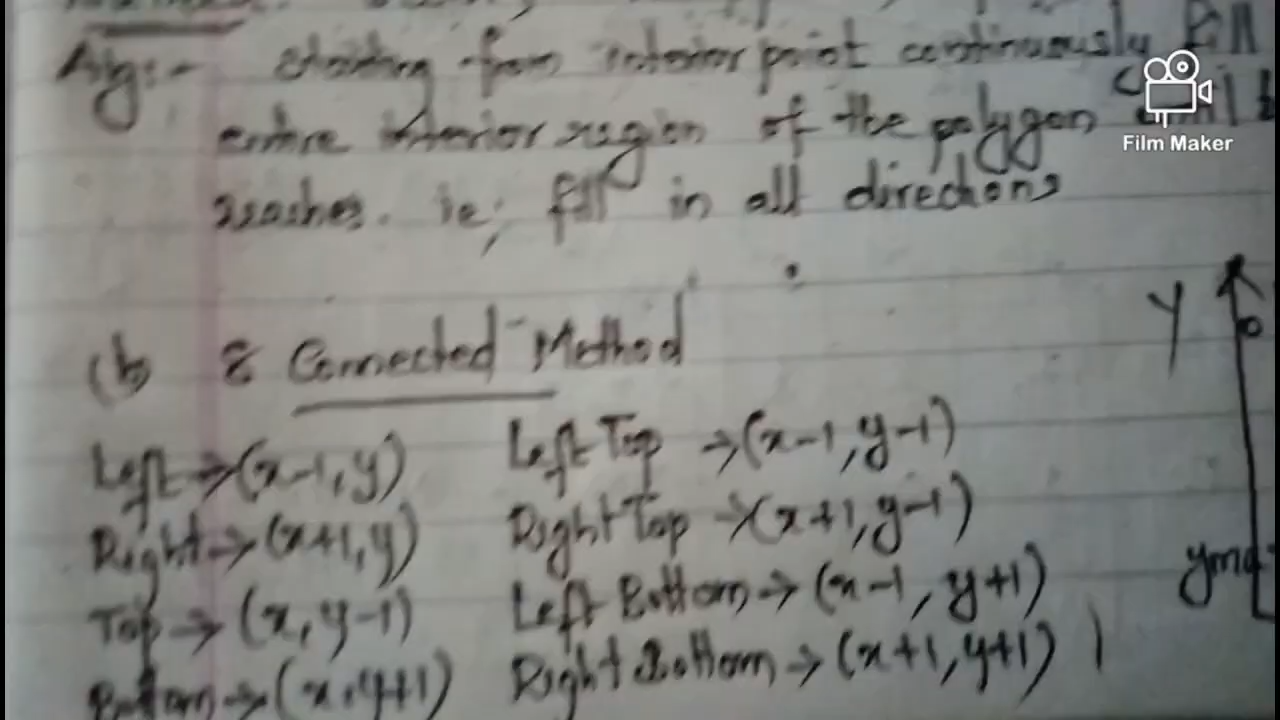 Alg:- Starting from interior point continuously fill
entire interior region of the polygon until
reaches. ie; fill in all directions
(b) 8 Connected Method
Left → (x-1, y) Left Top → (x-1, y-1)
Right → (x+1, y) Right Top → (x+1, y-1)
Top → (x, y-1) Left Bottom → (x-1, y+1)
Bottom → (x, y+1) Right Bottom → (x+1, y+1)
Y
yma
Film Maker